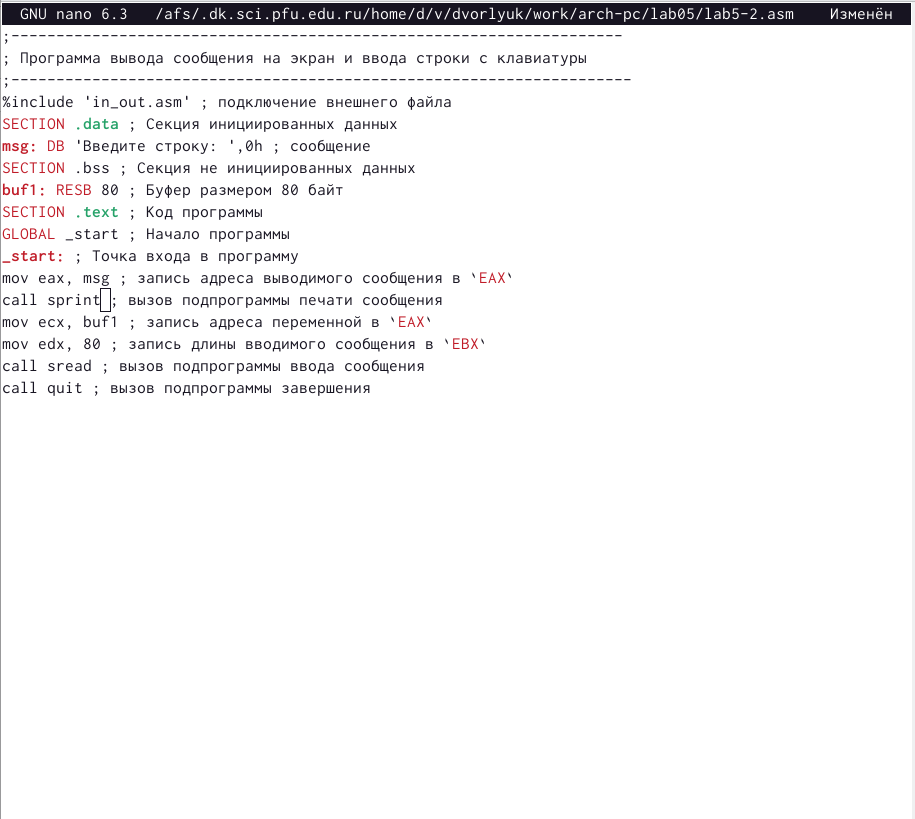 GNU nano 6.3 /afs/.dk.sci.pfu.edu.ru/home/d/v/dvorlyuk/work/arch-pc/lab05/lab5-2.asm Изменён
;--------------------------------------------------------------------
; Программа вывода сообщения на экран и ввода строки с клавиатуры
;---------------------------------------------------------------------
%include 'in_out.asm' ; подключение внешнего файла
SECTION .data ; Секция инициированных данных
msg: DB 'Введите строку: ',0h ; сообщение
SECTION .bss ; Секция не инициированных данных
buf1: RESB 80 ; Буфер размером 80 байт
SECTION .text ; Код программы
GLOBAL _start ; Начало программы
_start: ; Точка входа в программу
mov eax, msg ; запись адреса выводимого сообщения в `EAX`
call sprint ; вызов подпрограммы печати сообщения
mov ecx, buf1 ; запись адреса переменной в `EAX`
mov edx, 80 ; запись длины вводимого сообщения в `EBX`
call sread ; вызов подпрограммы ввода сообщения
call quit ; вызов подпрограммы завершения